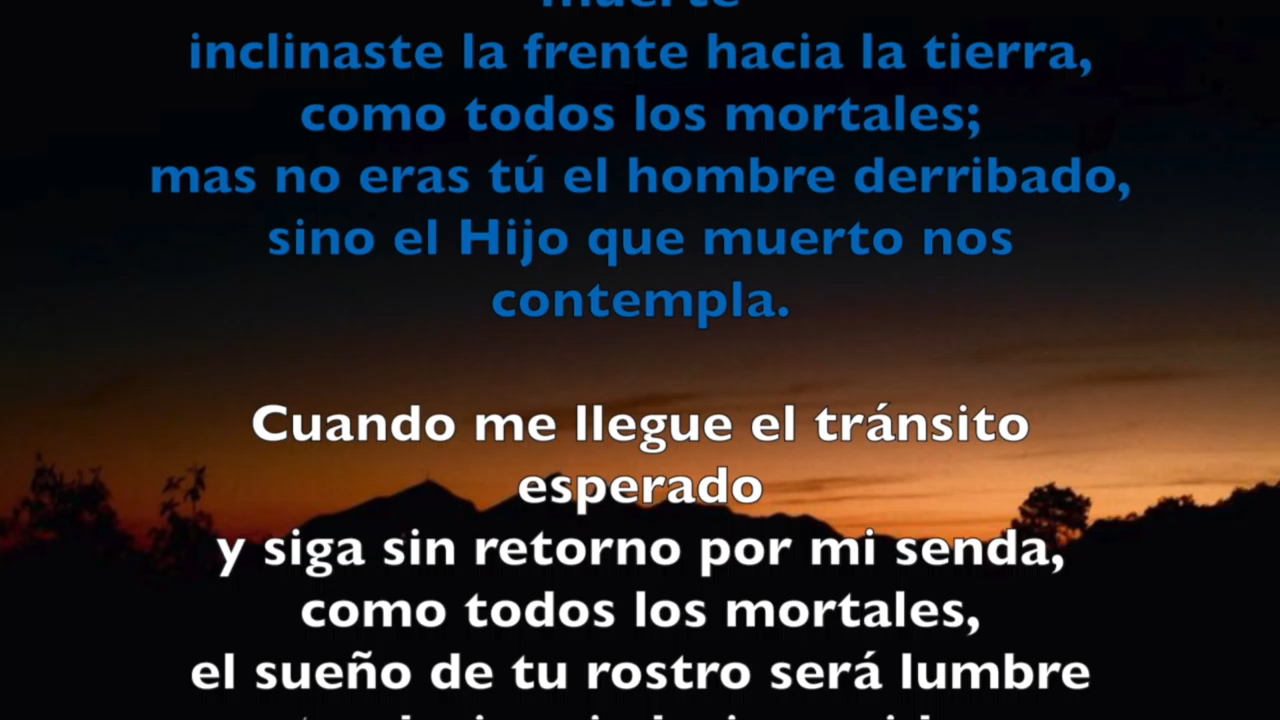 muerte
inclinaste la frente hacia la tierra,
como todos los mortales;
mas no eras tú el hombre derribado,
sino el Hijo que muerto nos
contempla.
Cuando me llegue el tránsito
esperado
y siga sin retorno por mi senda,
como todos los mortales,
el sueño de tu rostro será lumbre